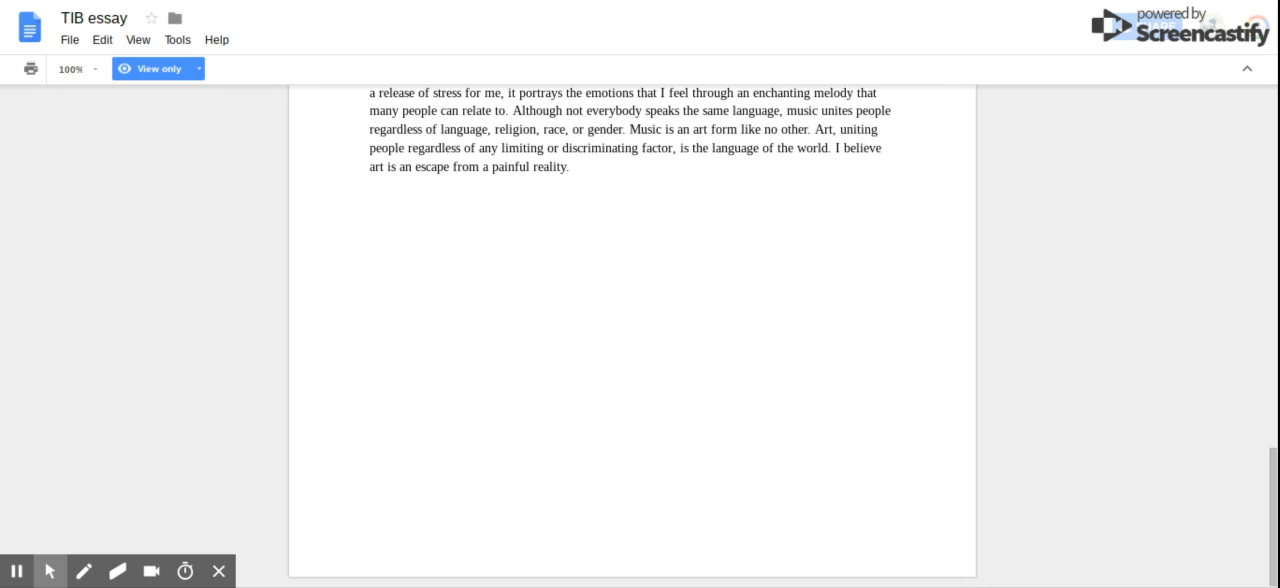 TIB essay
File Edit View Tools Help
powered by
Screencastify
100% View only
a release of stress for me, it portrays the emotions that I feel through an enchanting melody that
many people can relate to. Although not everybody speaks the same language, music unites people
regardless of language, religion, race, or gender. Music is an art form like no other. Art, uniting
people regardless of any limiting or discriminating factor, is the language of the world. I believe
art is an escape from a painful reality.